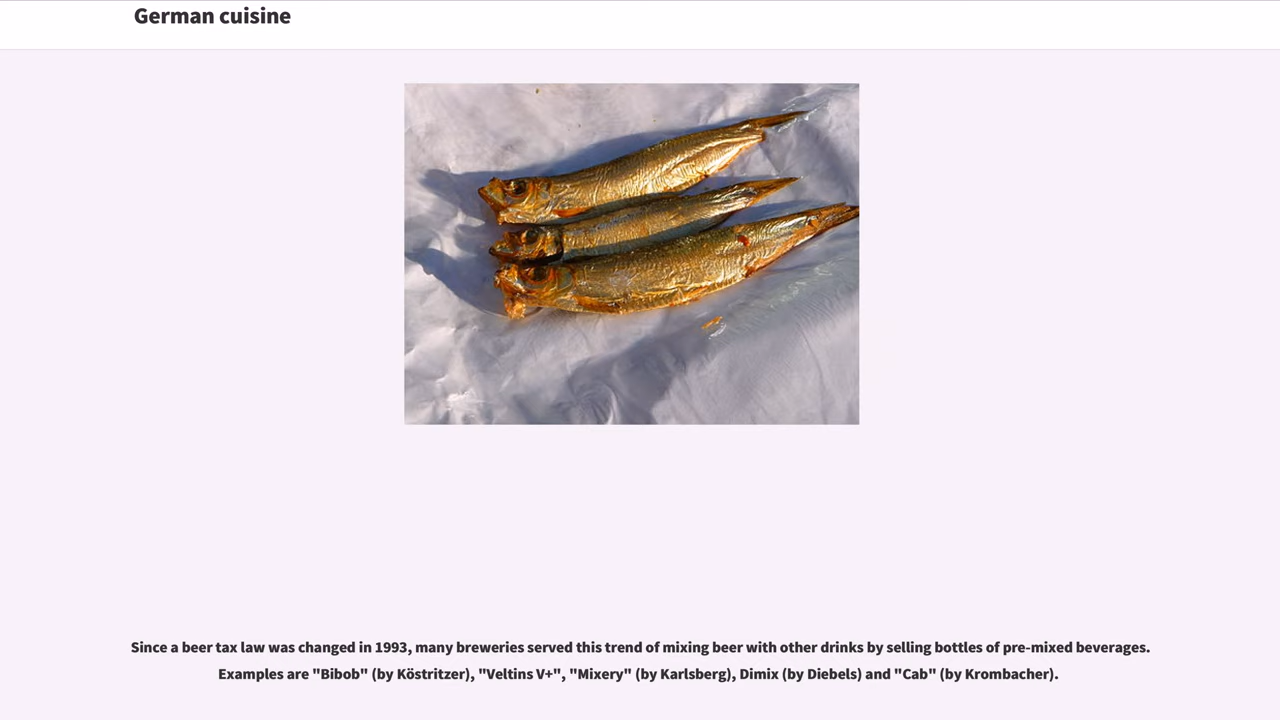 German cuisine
Since a beer tax law was changed in 1993, many breweries served this trend of mixing beer with other drinks by selling bottles of pre-mixed beverages.
Examples are "Bibob" (by Köstritzer), "Veltins V+", "Mixery" (by Karlsberg), Dimix (by Diebels) and "Cab" (by Krombacher).